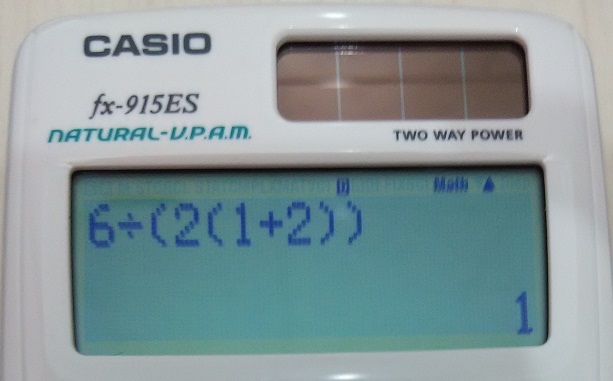 CASIO
fx-915ES
NATURAL-V.P.A.M.
TWO WAY POWER
D Math ▲
6÷(2(1+2))
1